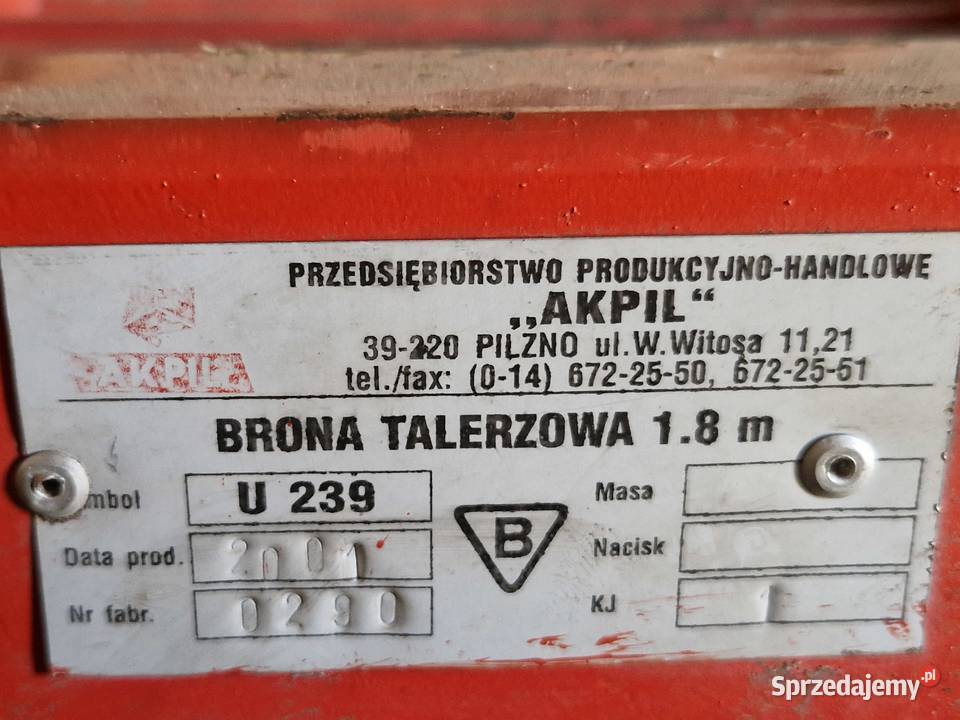 PRZEDSIĘBIORSTWO PRODUKCYJNO-HANDLOWE
„AKPIL“
39-220 PILZNO ul.W.Witosa 11,21
tel./fax: (0-14) 672-25-50, 672-25-51
AKPIL
BRONA TALERZOWA 1.8 m
Symbol U 239
Masa
B
Data prod. 2001
Nacisk
Nr fabr. 0290
KJ 1
Sprzedajemy.pl